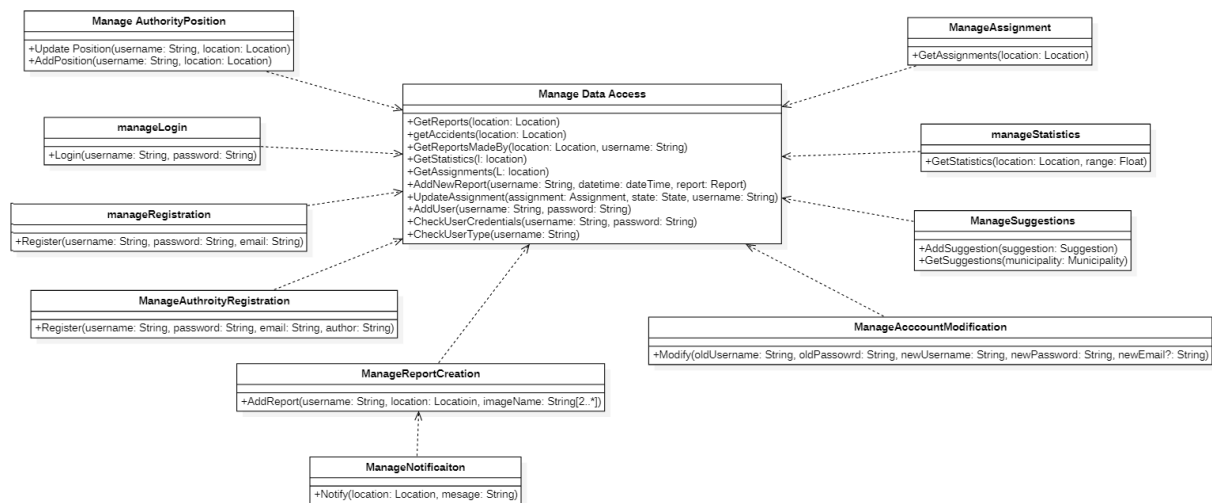 Manage AuthorityPosition
+Update Position(username: String, location: Location)
+AddPosition(username: String, location: Location)
ManageAssignment
+GetAssignments(location: Location)
Manage Data Access
+GetReports(location: Location)
+getAccidents(location: Location)
+GetReportsMadeBy(location: Location, username: String)
+GetStatistics(l: location)
+GetAssignments(L: location)
+AddNewReport(username: String, datetime: dateTime, report: Report)
+UpdateAssignment(assignment: Assignment, state: State, username: String)
+AddUser(username: String, password: String)
+CheckUserCredentials(username: String, password: String)
+CheckUserType(username: String)
manageLogin
+Login(username: String, password: String)
manageStatistics
+GetStatistics(location: Location, range: Float)
manageRegistration
+Register(username: String, password: String, email: String)
ManageSuggestions
+AddSuggestion(suggestion: Suggestion)
+GetSuggestions(municipality: Municipality)
ManageAuthroityRegistration
+Register(username: String, password: String, email: String, author: String)
ManageAcccountModification
+Modify(oldUsername: String, oldPassowrd: String, newUsername: String, newPassword: String, newEmail?: String)
ManageReportCreation
+AddReport(username: String, location: Locatioin, imageName: String[2..*])
ManageNotificaiton
+Notify(location: Location, mesage: String)